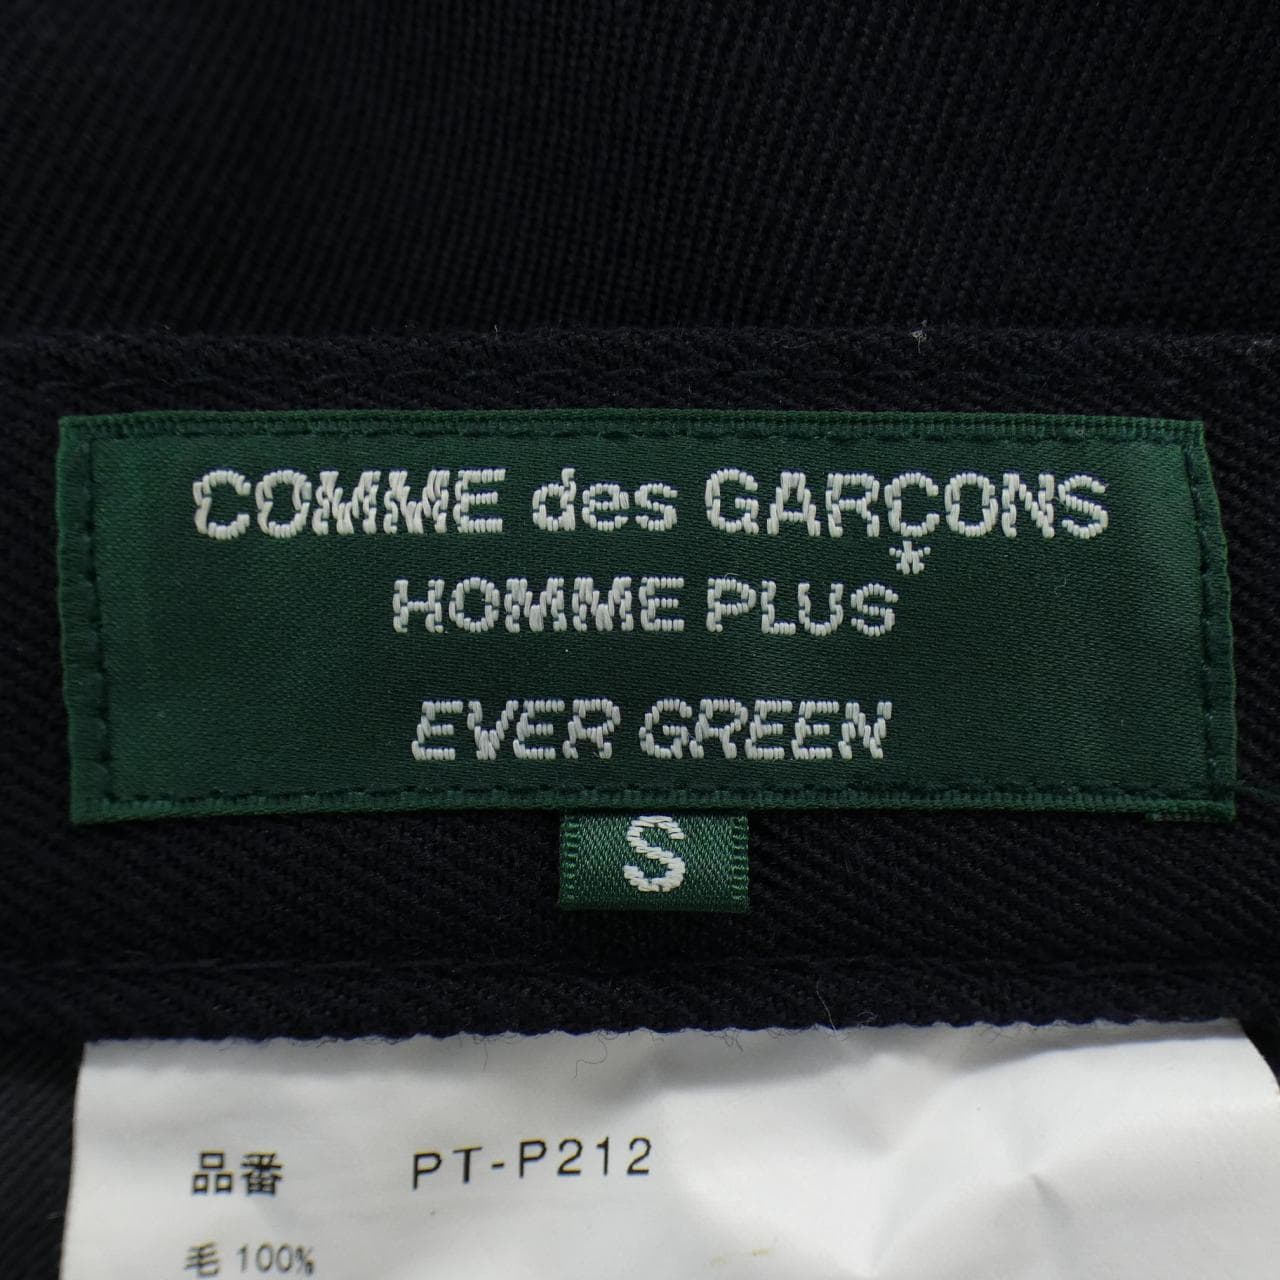 COMME des GARÇONS
HOMME PLUS*
EVER GREEN
S
品番 PT-P212
毛 100%